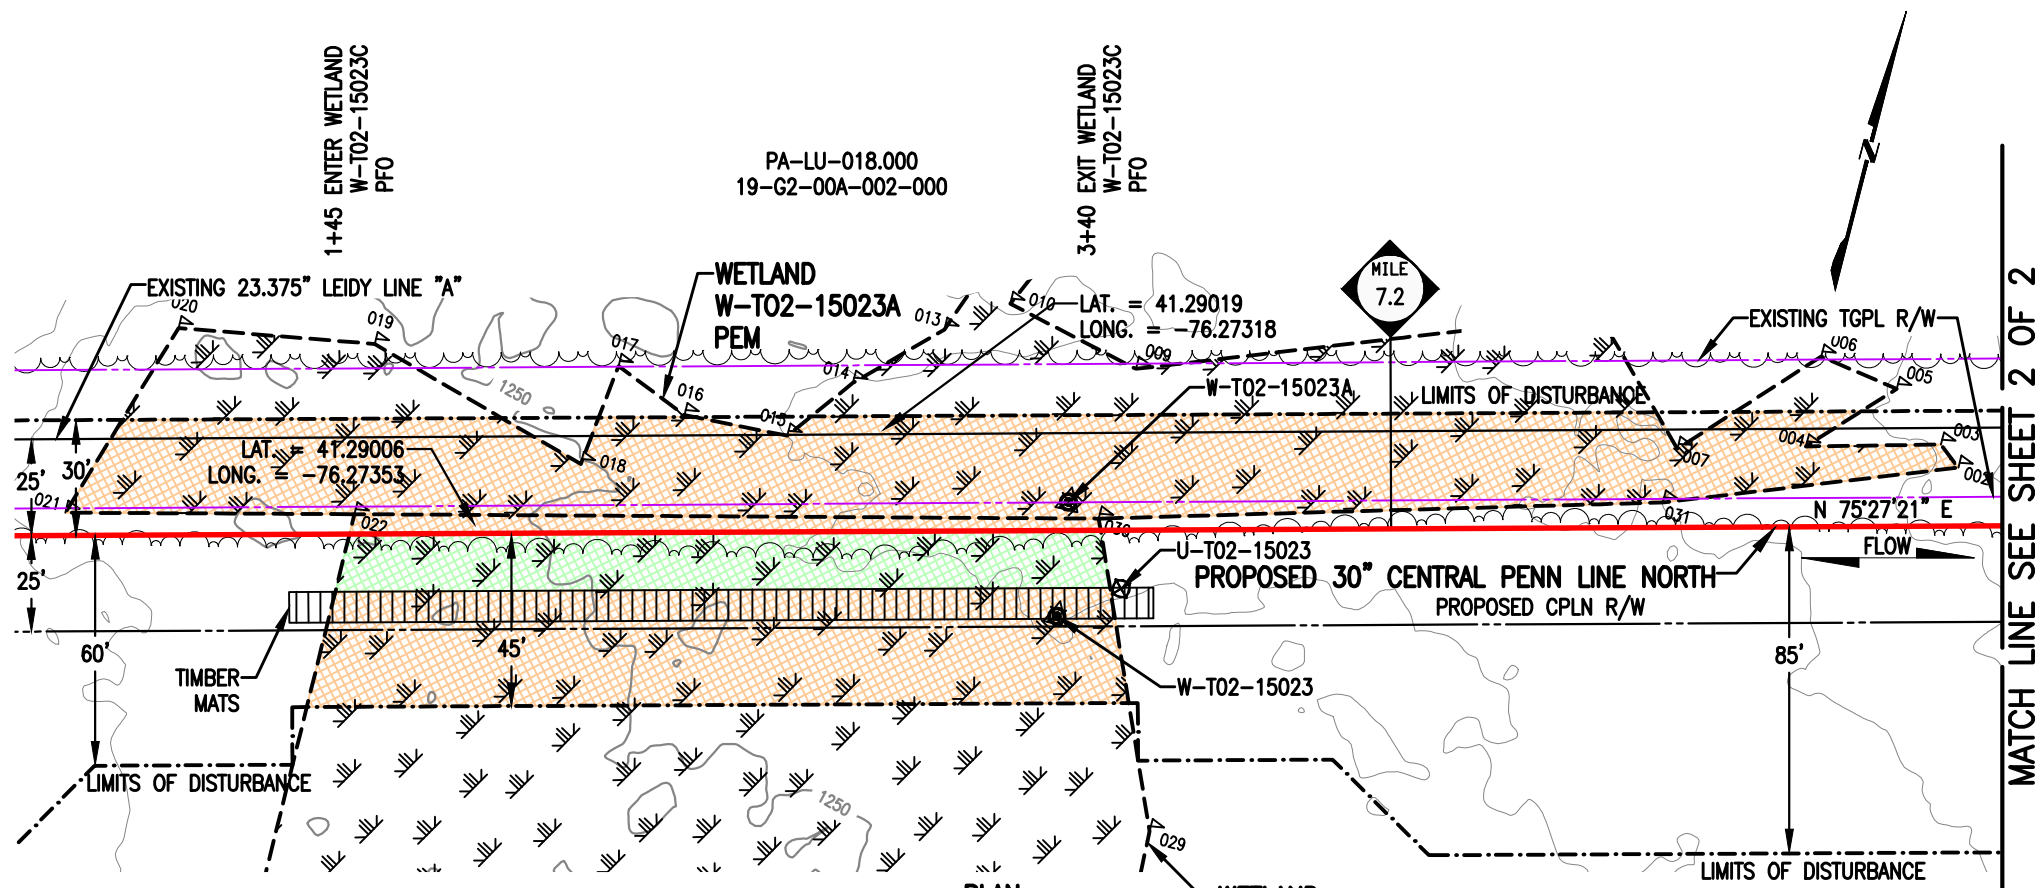 1+45 ENTER WETLAND
W-T02-15023C
PFO
3+40 EXIT WETLAND
W-T02-15023C
PFO
PA-LU-018.000
19-G2-00A-002-000
N
MILE
7.2
EXISTING 23.375" LEIDY LINE "A"
WETLAND
W-T02-15023A
PEM
LAT. = 41.29019
LONG. = -76.27318
EXISTING TGPL R/W
020
019
017
016
015
014
013
010
009
006
005
004
003
002
007
1250
W-T02-15023A
LIMITS OF DISTURBANCE
LAT. = 41.29006
LONG. = -76.27353
018
25'
30'
021
022
030
031
N 75°27'21" E
FLOW
U-T02-15023
PROPOSED 30" CENTRAL PENN LINE NORTH
PROPOSED CPLN R/W
25'
60'
45'
85'
TIMBER
MATS
W-T02-15023
LIMITS OF DISTURBANCE
1250
029
LIMITS OF DISTURBANCE
PLAN
WETLAND
MATCH LINE SEE SHEET 2 OF 2